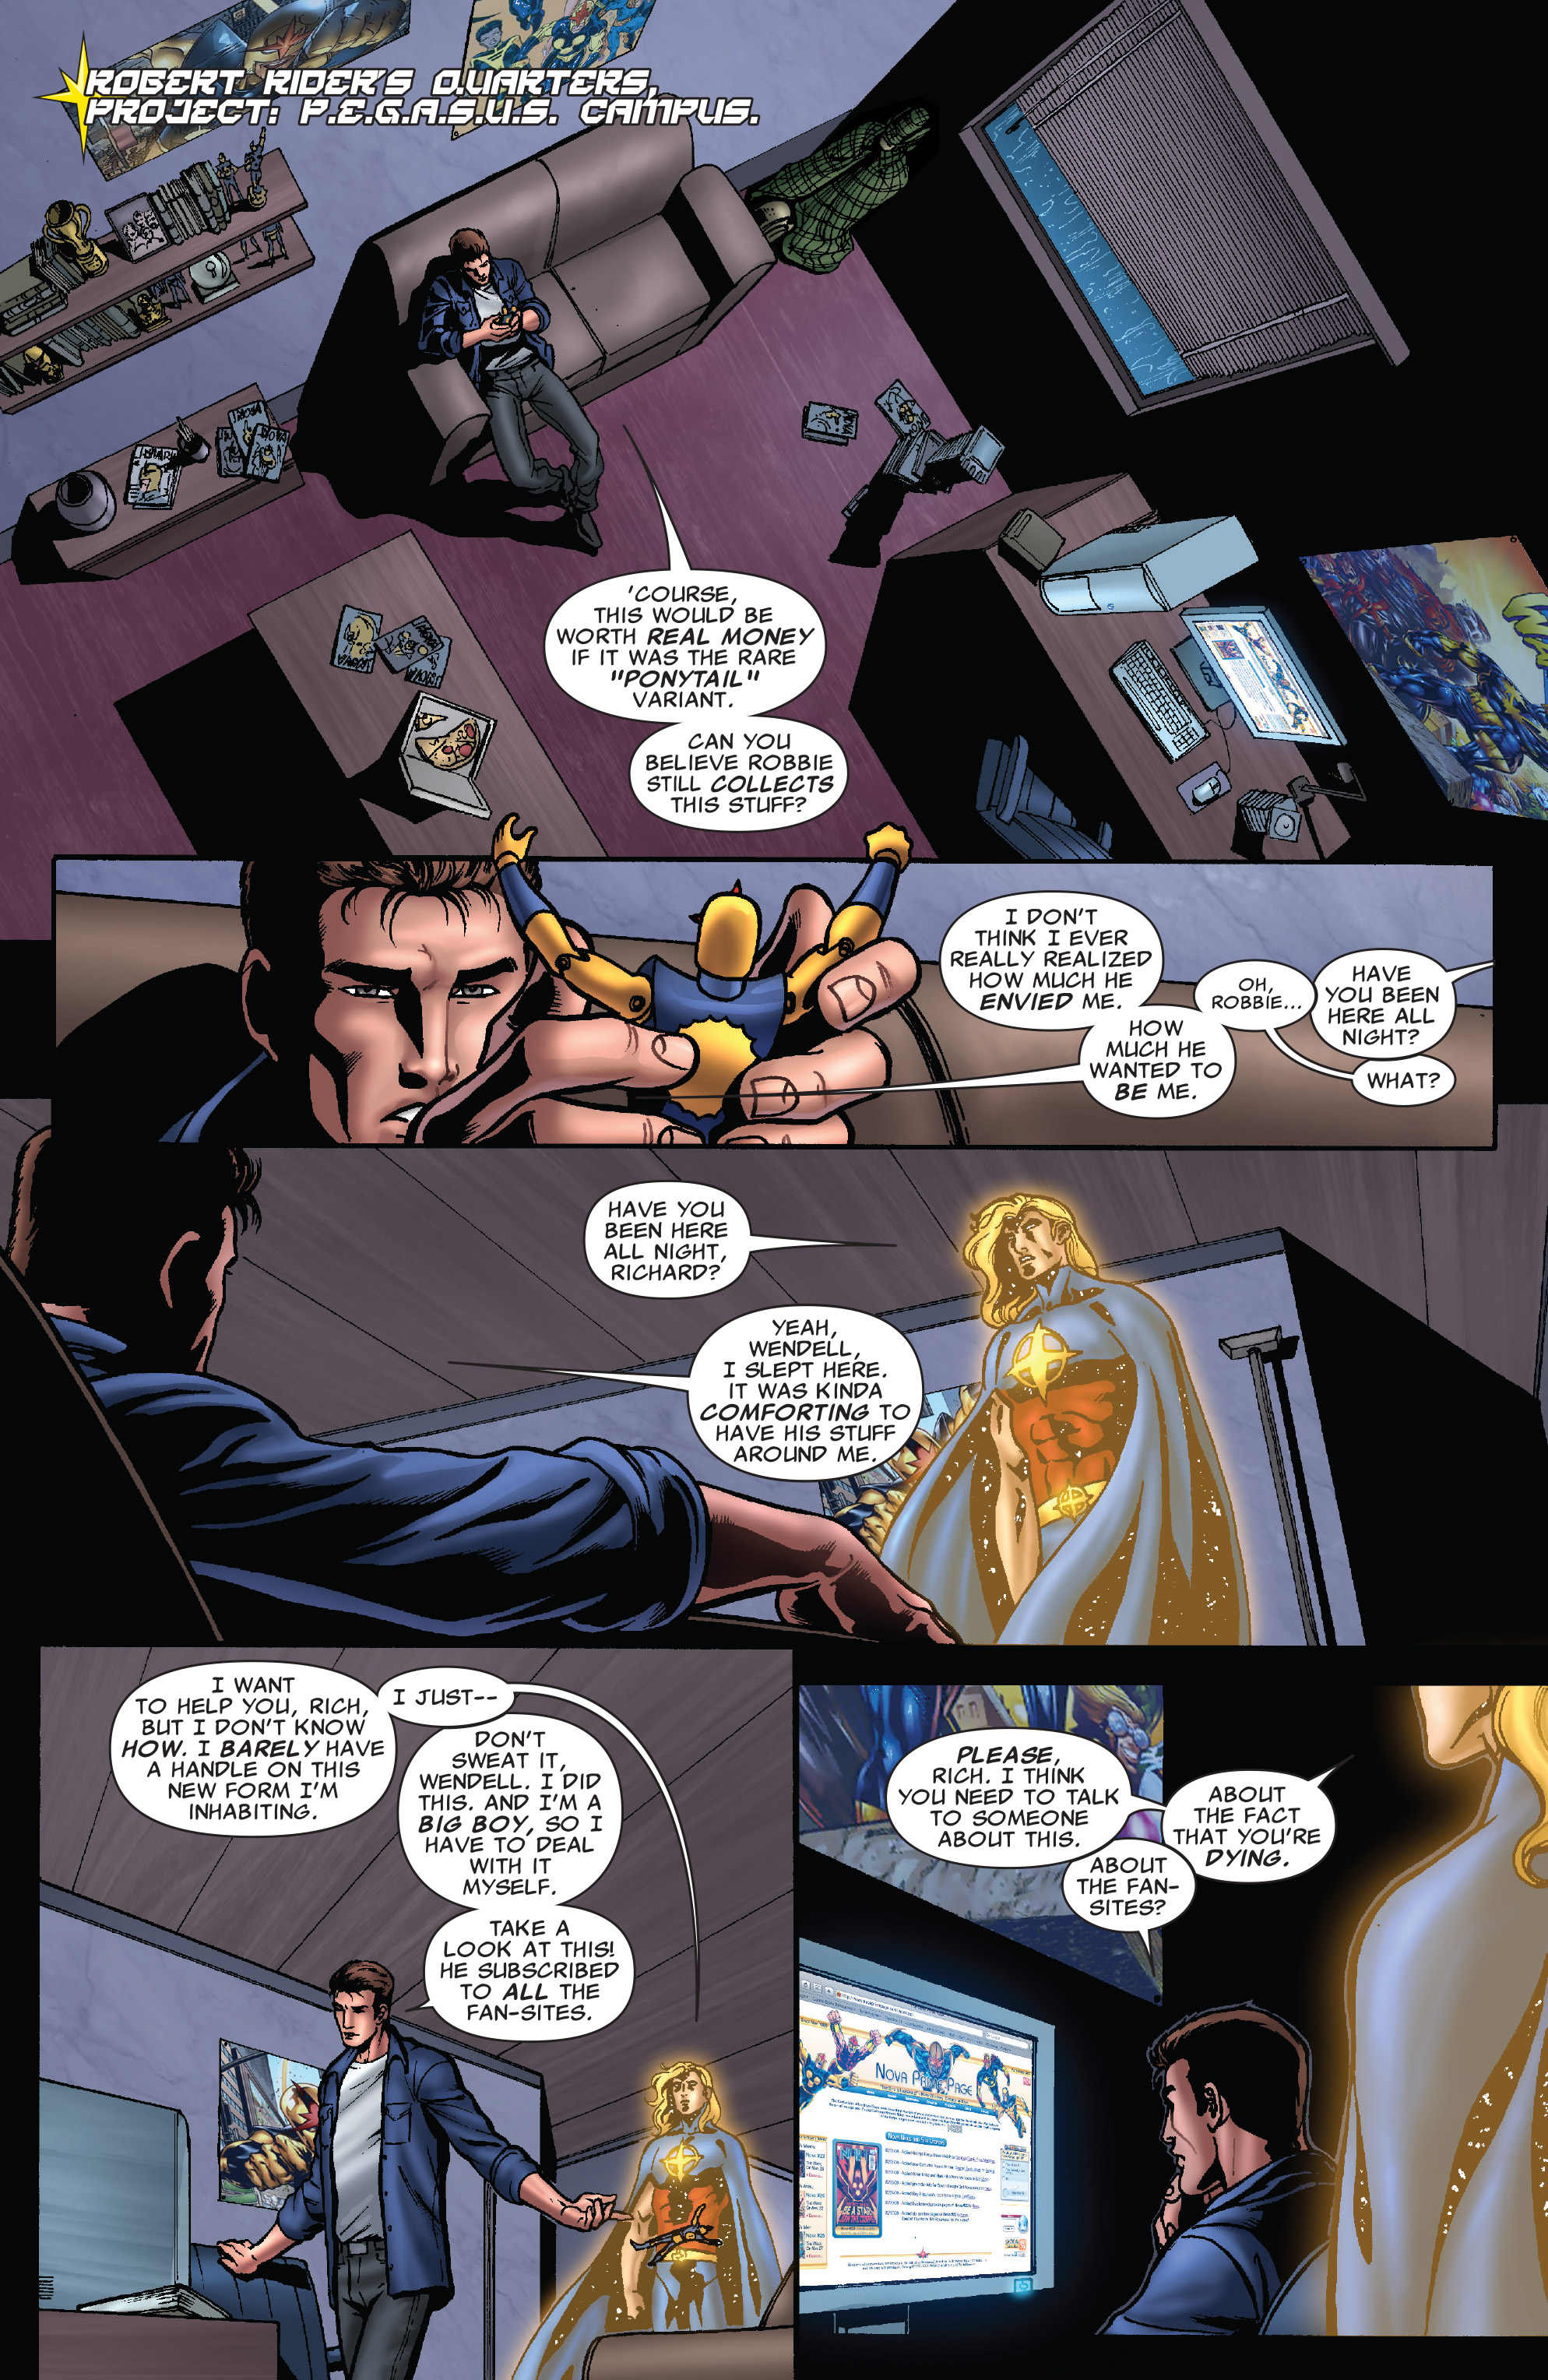 ROBERT RIDER'S QUARTERS,
PROJECT: P.E.G.A.S.U.S. CAMPUS.
'COURSE,
THIS WOULD BE
WORTH REAL MONEY
IF IT WAS THE RARE
"PONYTAIL"
VARIANT.
CAN YOU
BELIEVE ROBBIE
STILL COLLECTS
THIS STUFF?
I DON'T
THINK I EVER
REALLY REALIZED
HOW MUCH HE
ENVIED ME.
HOW
MUCH HE
WANTED TO
BE ME.
OH,
ROBBIE...
HAVE
YOU BEEN
HERE ALL
NIGHT?
WHAT?
HAVE YOU
BEEN HERE
ALL NIGHT,
RICHARD?
YEAH,
WENDELL,
I SLEPT HERE.
IT WAS KINDA
COMFORTING TO
HAVE HIS STUFF
AROUND ME.
I WANT
TO HELP YOU, RICH,
BUT I DON'T KNOW
HOW. I BARELY HAVE
A HANDLE ON THIS
NEW FORM I'M
INHABITING.
I JUST--
DON'T
SWEAT IT,
WENDELL. I DID
THIS. AND I'M A
BIG BOY, SO I
HAVE TO DEAL
WITH IT
MYSELF.
TAKE A
LOOK AT THIS!
HE SUBSCRIBED
TO ALL THE
FAN-SITES.
PLEASE,
RICH. I THINK
YOU NEED TO TALK
TO SOMEONE
ABOUT THIS.
ABOUT
THE FAN-
SITES?
ABOUT
THE FACT
THAT YOU'RE
DYING.
NOVA PRIME PAGE